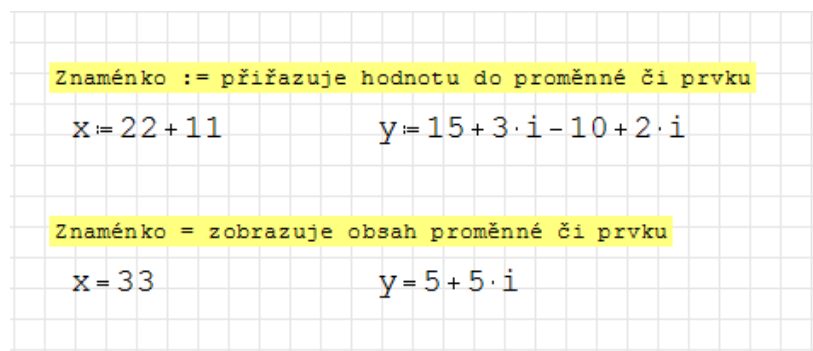 Znaménko := přiřazuje hodnotu do proměnné či prvku
x:=22+11 y:=15+3·i-10+2·i
Znaménko = zobrazuje obsah proměnné či prvku
x=33 y=5+5·i